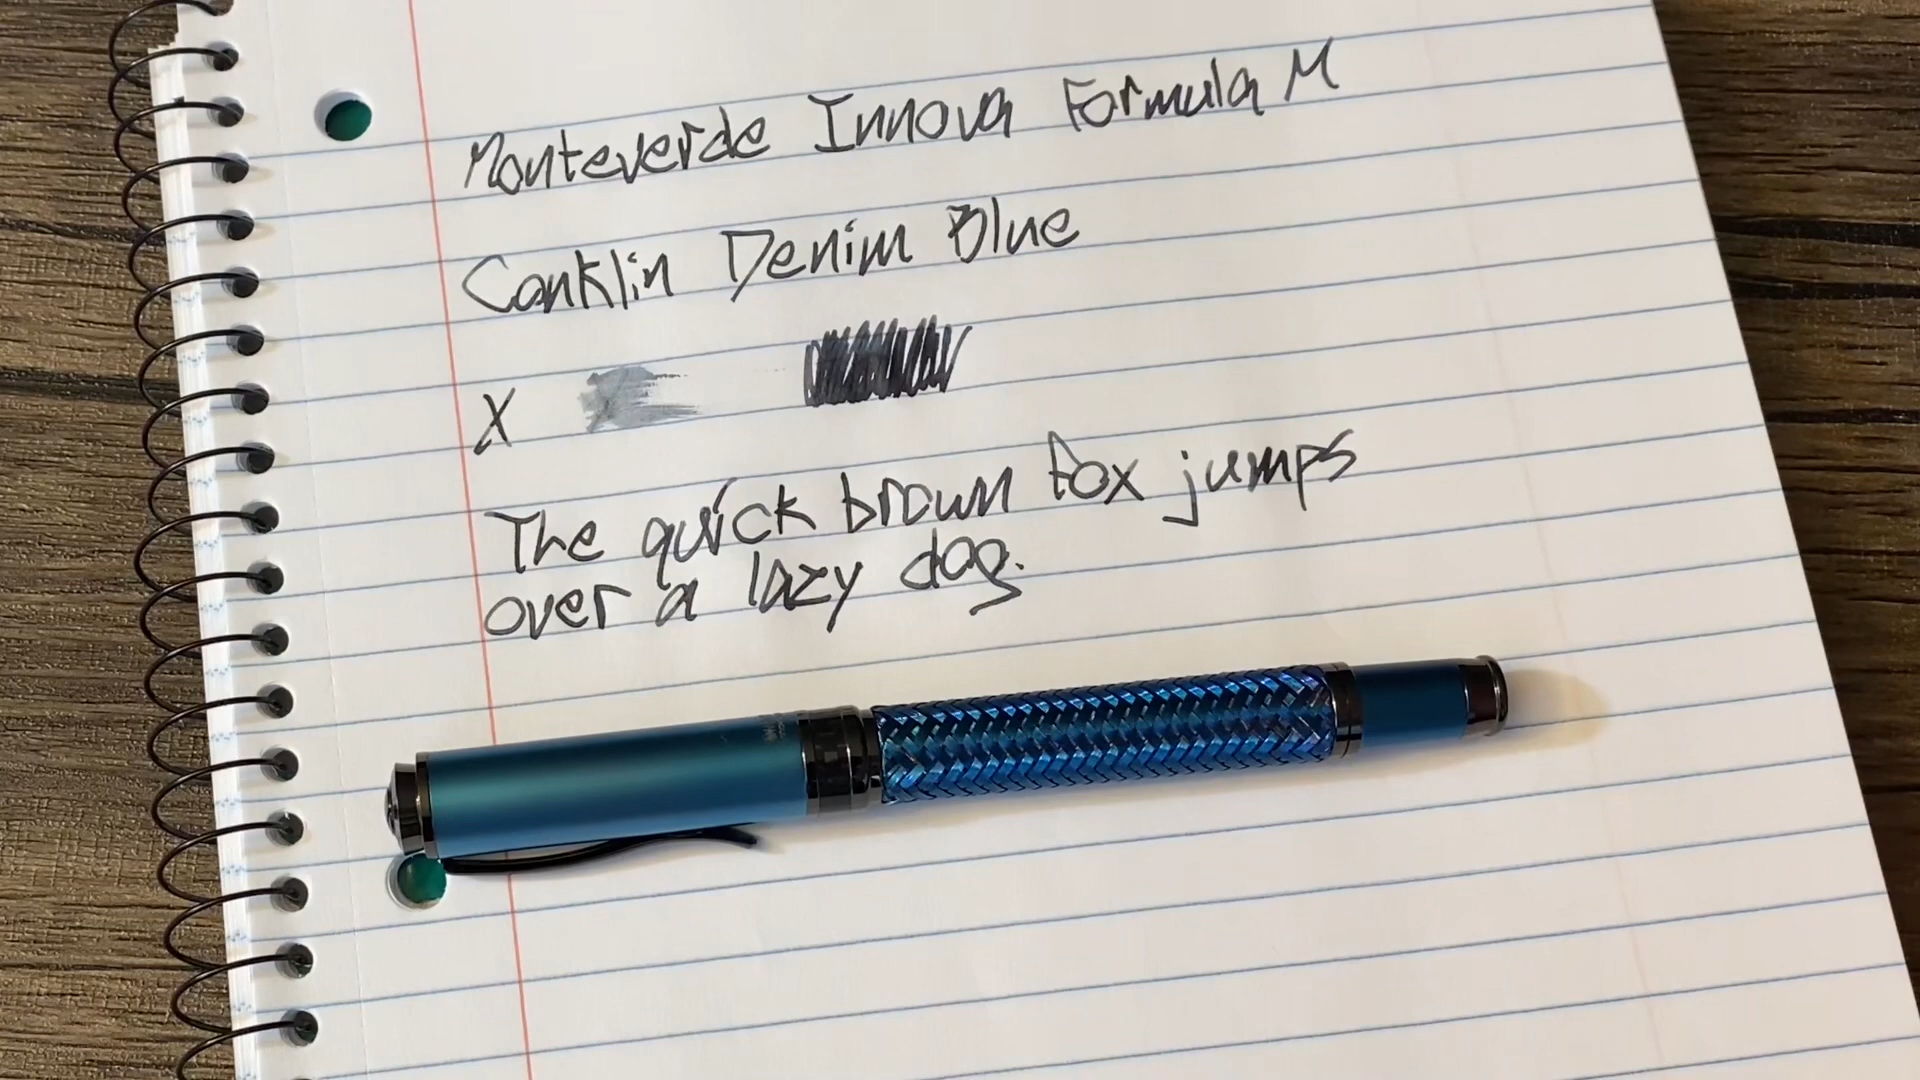 Monteverde Innova Formula M
Conklin Denim Blue
X
The quick brown fox jumps
over a lazy dog.